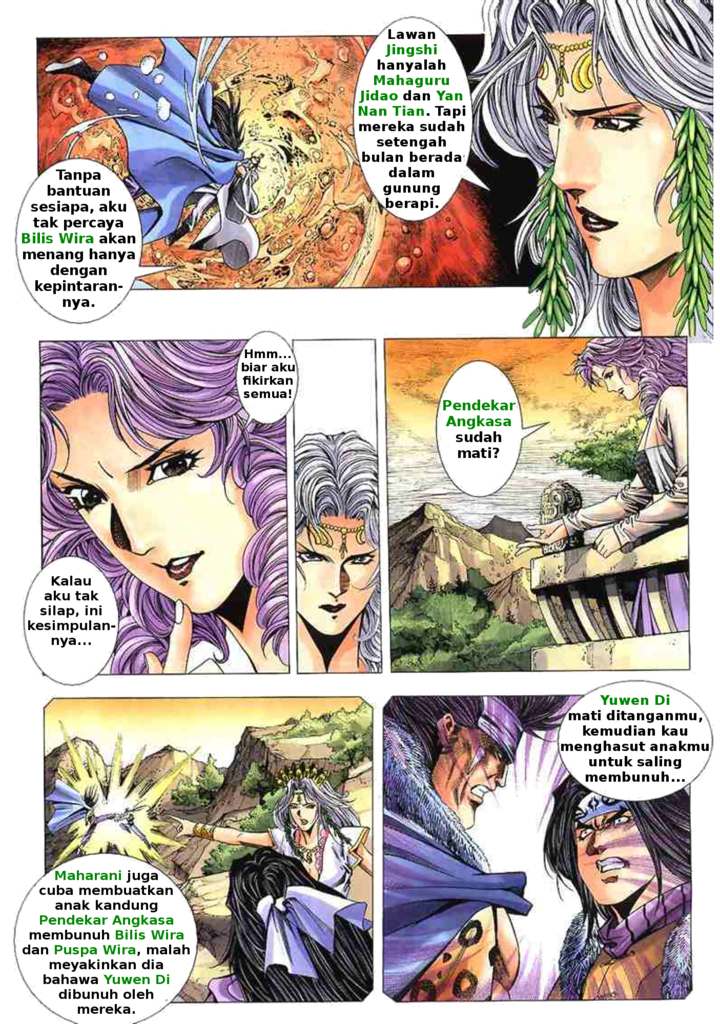 Lawan
Jingshi
hanyalah
Mahaguru
Jidao dan Yan
Nan Tian. Tapi
mereka sudah
setengah
bulan berada
dalam
gunung
berapi.
Tanpa
bantuan
sesiapa, aku
tak percaya
Bilis Wira akan
menang hanya
dengan
kepintaran-
nya.
Hmm...
biar aku
fikirkan
semua!
Kalau
aku tak
silap, ini
kesimpulan-
nya...
Pendekar
Angkasa
sudah
mati?
Maharani juga
cuba membuatkan
anak kandung
Pendekar Angkasa
membunuh Bilis Wira
dan Puspa Wira, malah
meyakinkan dia
bahawa Yuwen Di
dibunuh oleh
mereka.
Yuwen Di
mati ditanganmu,
kemudian kau
menghasut anakmu
untuk saling
membunuh...